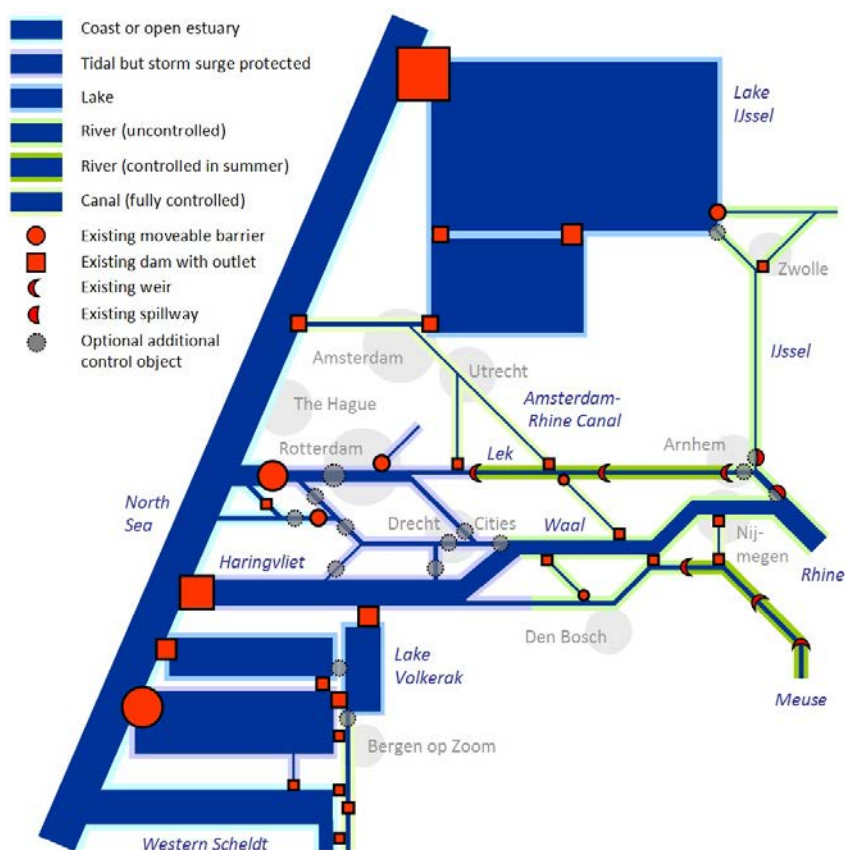 Coast or open estuary
Tidal but storm surge protected
Lake
River (uncontrolled)
River (controlled in summer)
Canal (fully controlled)
Existing moveable barrier
Existing dam with outlet
Existing weir
Existing spillway
Optional additional
control object
Lake
IJssel
Zwolle
IJssel
Amsterdam
Utrecht
The Hague
Amsterdam-
Rhine Canal
Rotterdam
Lek
Arnhem
North
Sea
Drecht
Cities
Waal
Nij-
megen
Haringvliet
Rhine
Den Bosch
Lake
Volkerak
Meuse
Bergen op Zoom
Western Scheldt